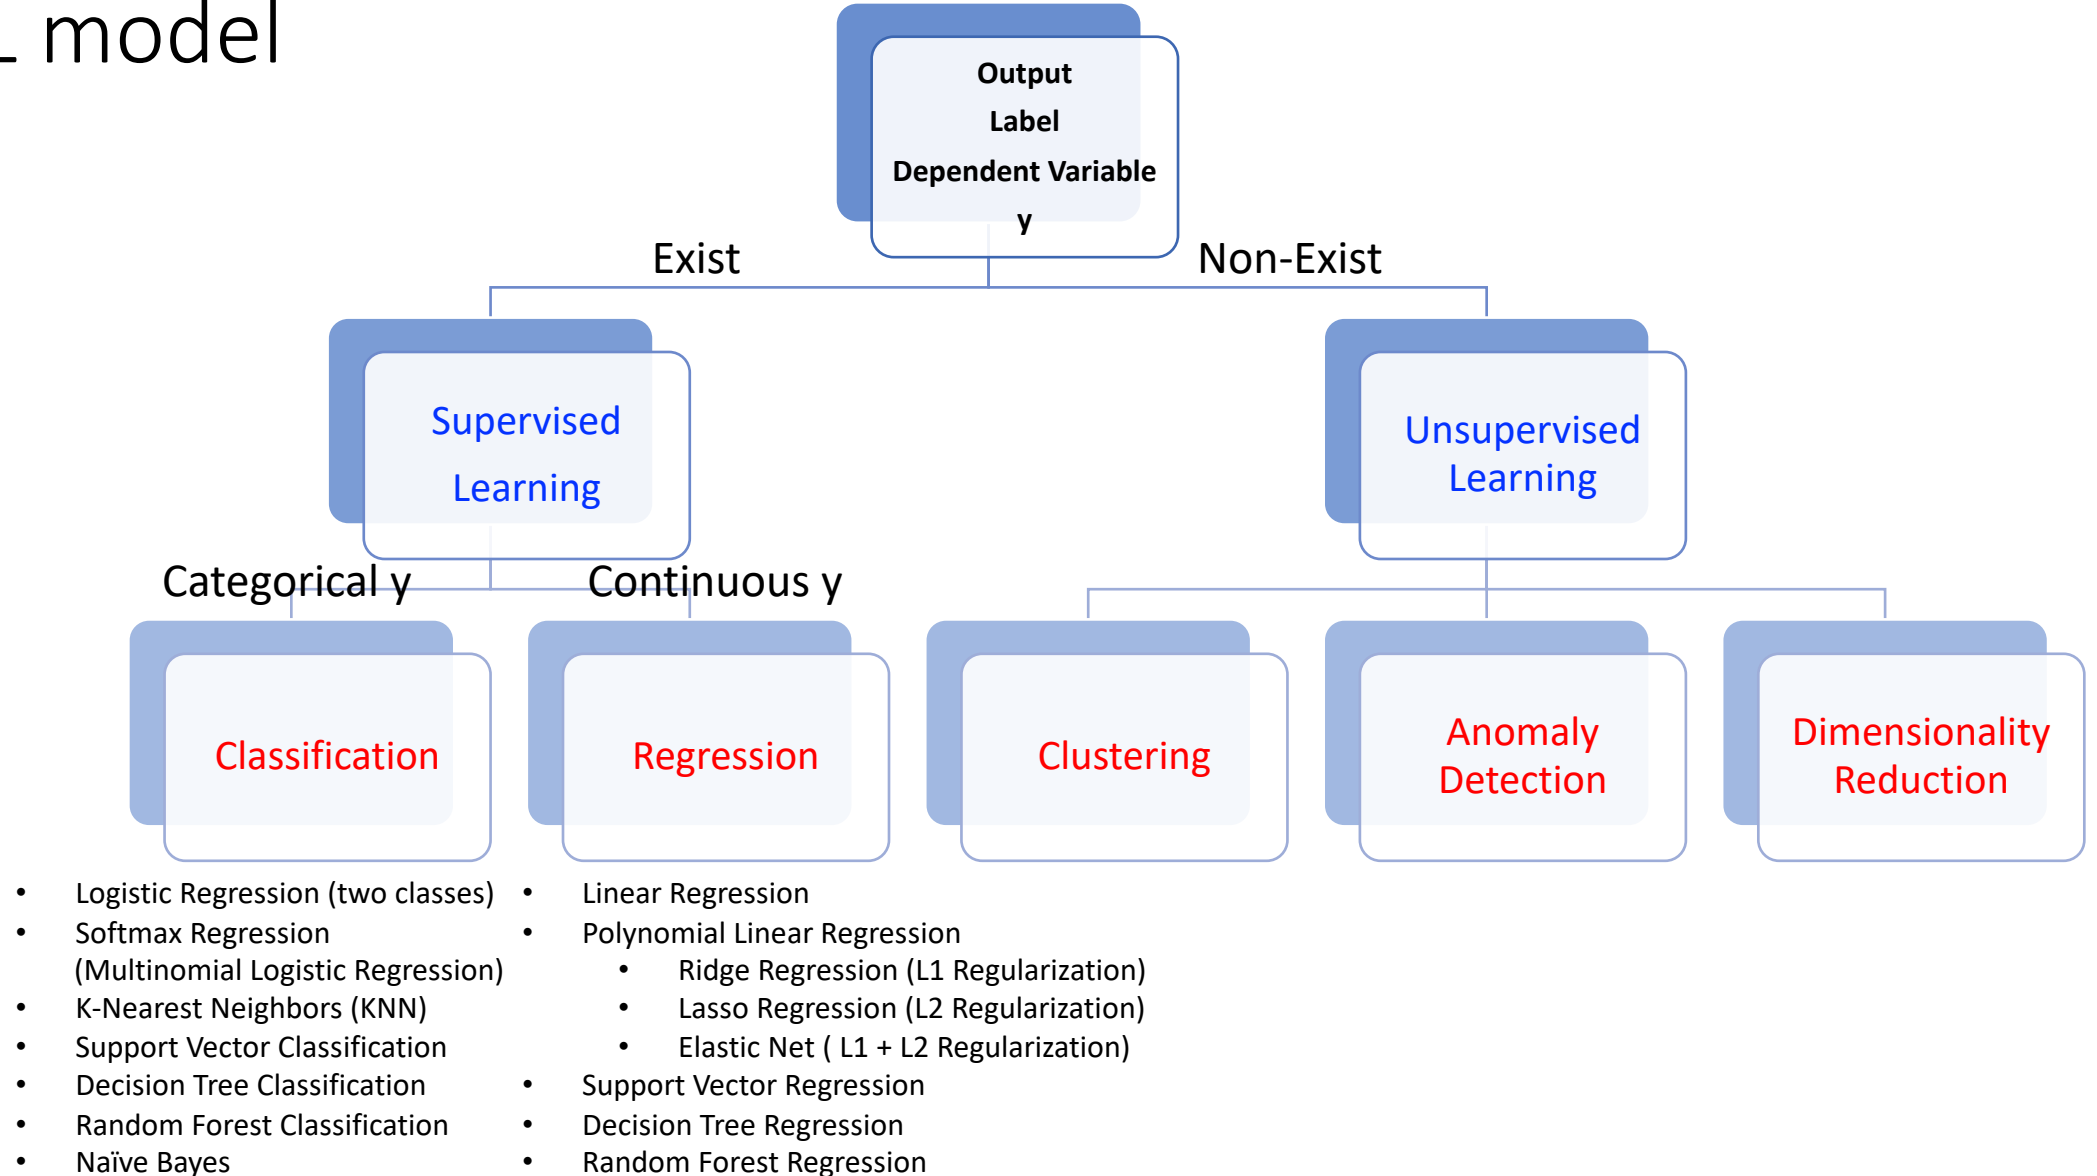 model
Output
Label
Dependent Variable
y
Exist
Non-Exist
Supervised
Learning
Unsupervised
Learning
Categorical y
Continuous y
Classification
Regression
Clustering
Anomaly
Detection
Dimensionality
Reduction
• Logistic Regression (two classes)
• Softmax Regression
(Multinomial Logistic Regression)
• K-Nearest Neighbors (KNN)
• Support Vector Classification
• Decision Tree Classification
• Random Forest Classification
• Naïve Bayes
• Linear Regression
• Polynomial Linear Regression
• Ridge Regression (L1 Regularization)
• Lasso Regression (L2 Regularization)
• Elastic Net ( L1 + L2 Regularization)
• Support Vector Regression
• Decision Tree Regression
• Random Forest Regression